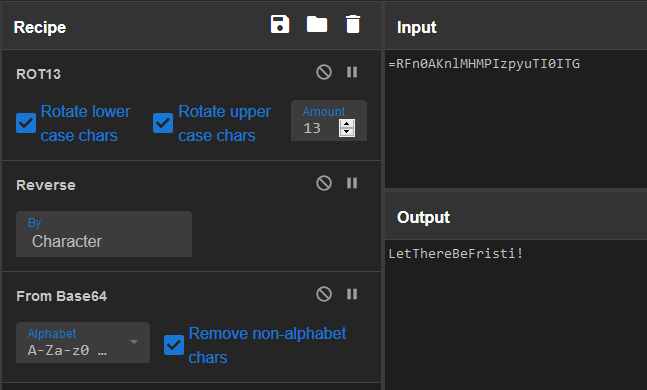 Recipe
ROT13
Rotate lower case chars
Rotate upper case chars
Amount
13
Reverse
By
Character
From Base64
Alphabet
A-Za-z0 …
Remove non-alphabet chars
Input
=RFn0AKnlMHMPIzpyuTI0ITG
Output
LetThereBeFristi!